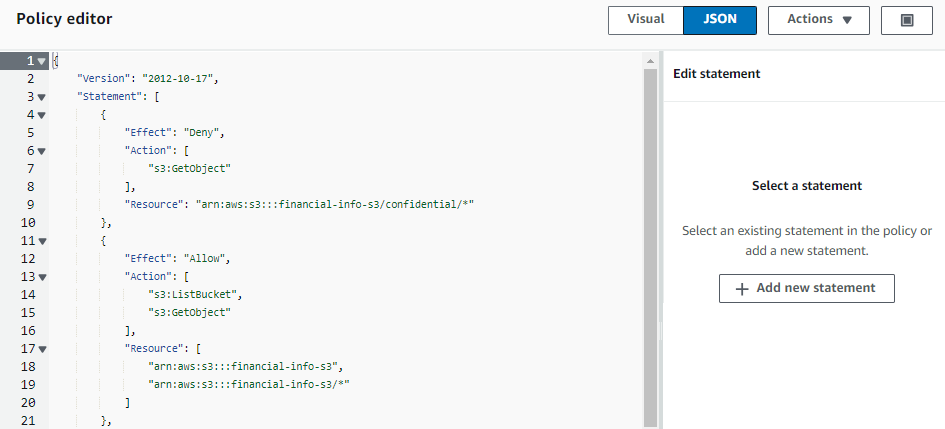 Policy editor
Visual
JSON
Actions
1 {
2 "Version": "2012-10-17",
3 "Statement": [
4 {
5 "Effect": "Deny",
6 "Action": [
7 "s3:GetObject"
8 ],
9 "Resource": "arn:aws:s3:::financial-info-s3/confidential/*"
10 },
11 {
12 "Effect": "Allow",
13 "Action": [
14 "s3:ListBucket",
15 "s3:GetObject"
16 ],
17 "Resource": [
18 "arn:aws:s3:::financial-info-s3",
19 "arn:aws:s3:::financial-info-s3/*"
20 ]
21 },
Edit statement
Select a statement
Select an existing statement in the policy or
add a new statement.
+ Add new statement